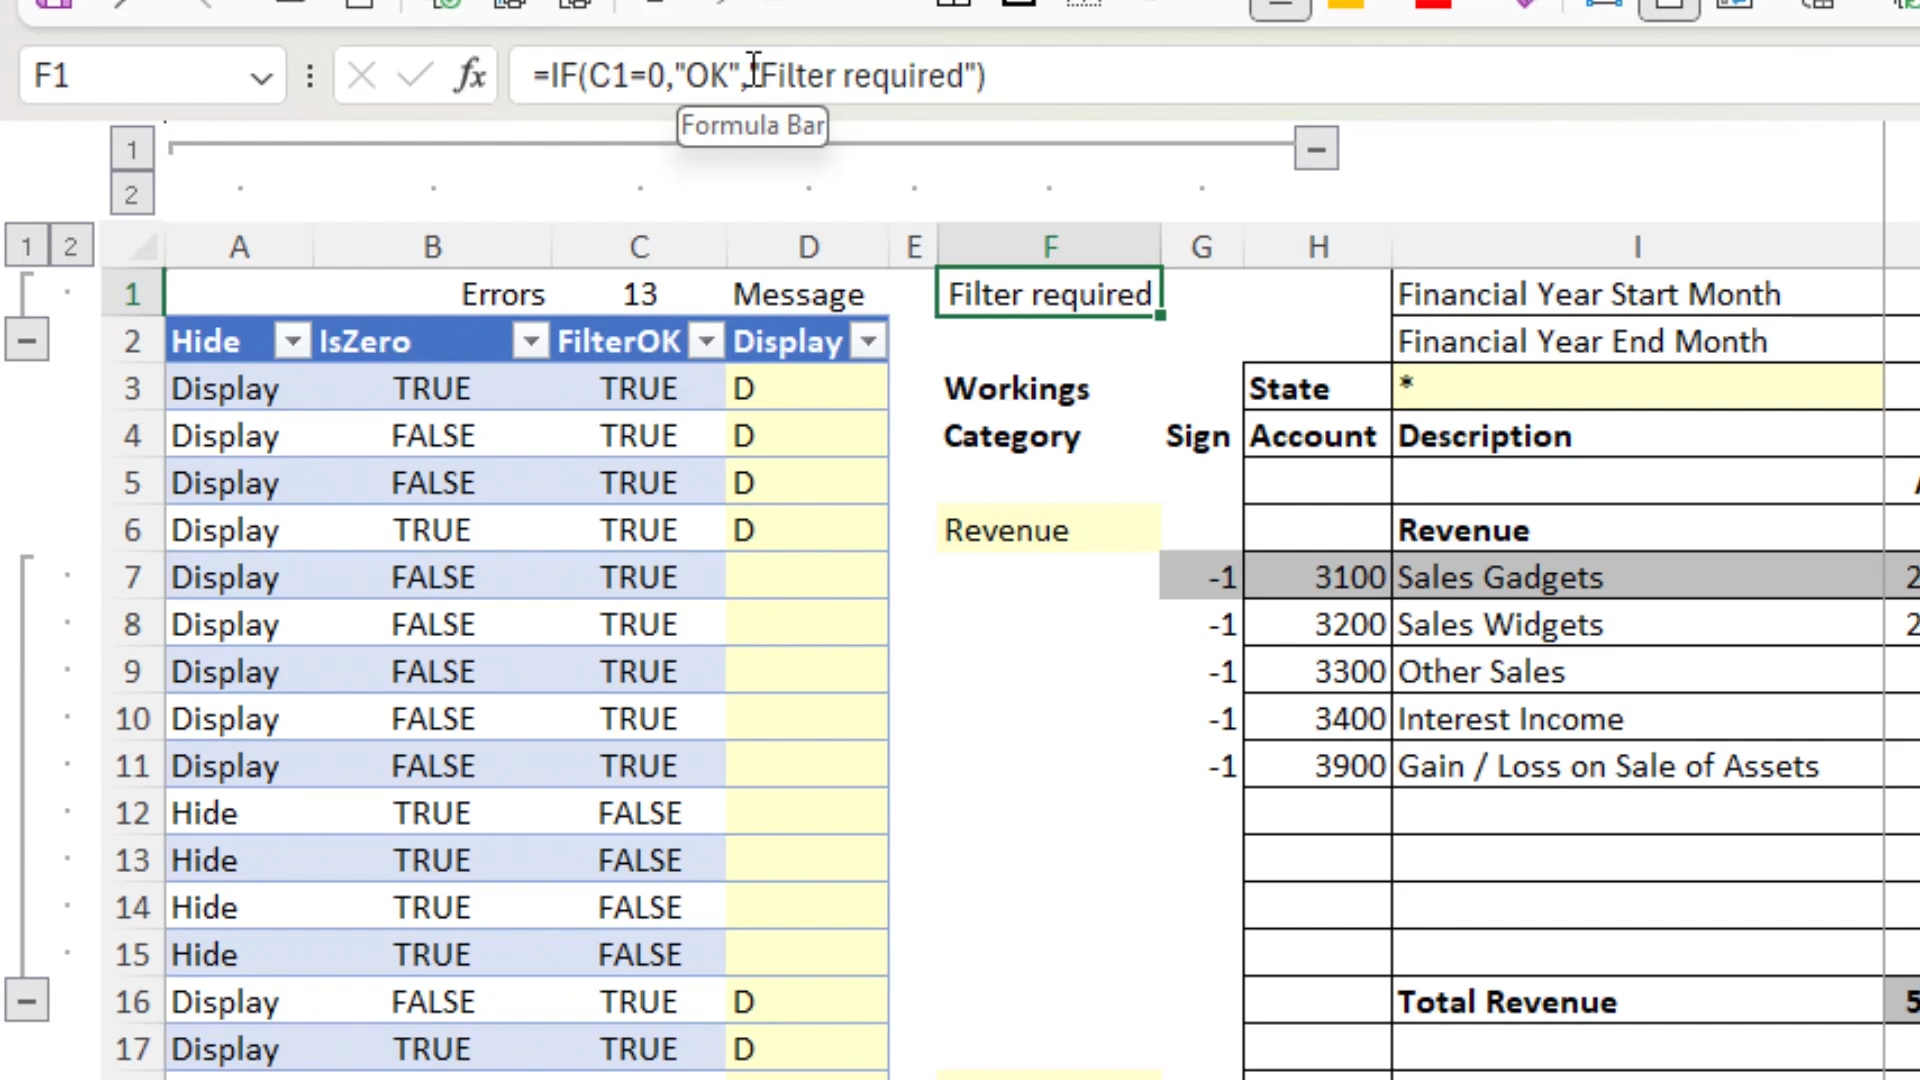 F1 fx =IF(C1=0,"OK","Filter required")
Formula Bar
1
2
1 2 A B C D E F G H I
1 Errors 13 Message Filter required Financial Year Start Month
2 Hide IsZero FilterOK Display Financial Year End Month
3 Display TRUE TRUE D Workings State *
4 Display FALSE TRUE D Category Sign Account Description
5 Display FALSE TRUE D
6 Display TRUE TRUE D Revenue Revenue
7 Display FALSE TRUE -1 3100 Sales Gadgets 2
8 Display FALSE TRUE -1 3200 Sales Widgets 2
9 Display FALSE TRUE -1 3300 Other Sales
10 Display FALSE TRUE -1 3400 Interest Income
11 Display FALSE TRUE -1 3900 Gain / Loss on Sale of Assets
12 Hide TRUE FALSE
13 Hide TRUE FALSE
14 Hide TRUE FALSE
15 Hide TRUE FALSE
16 Display FALSE TRUE D Total Revenue 5
17 Display TRUE TRUE D